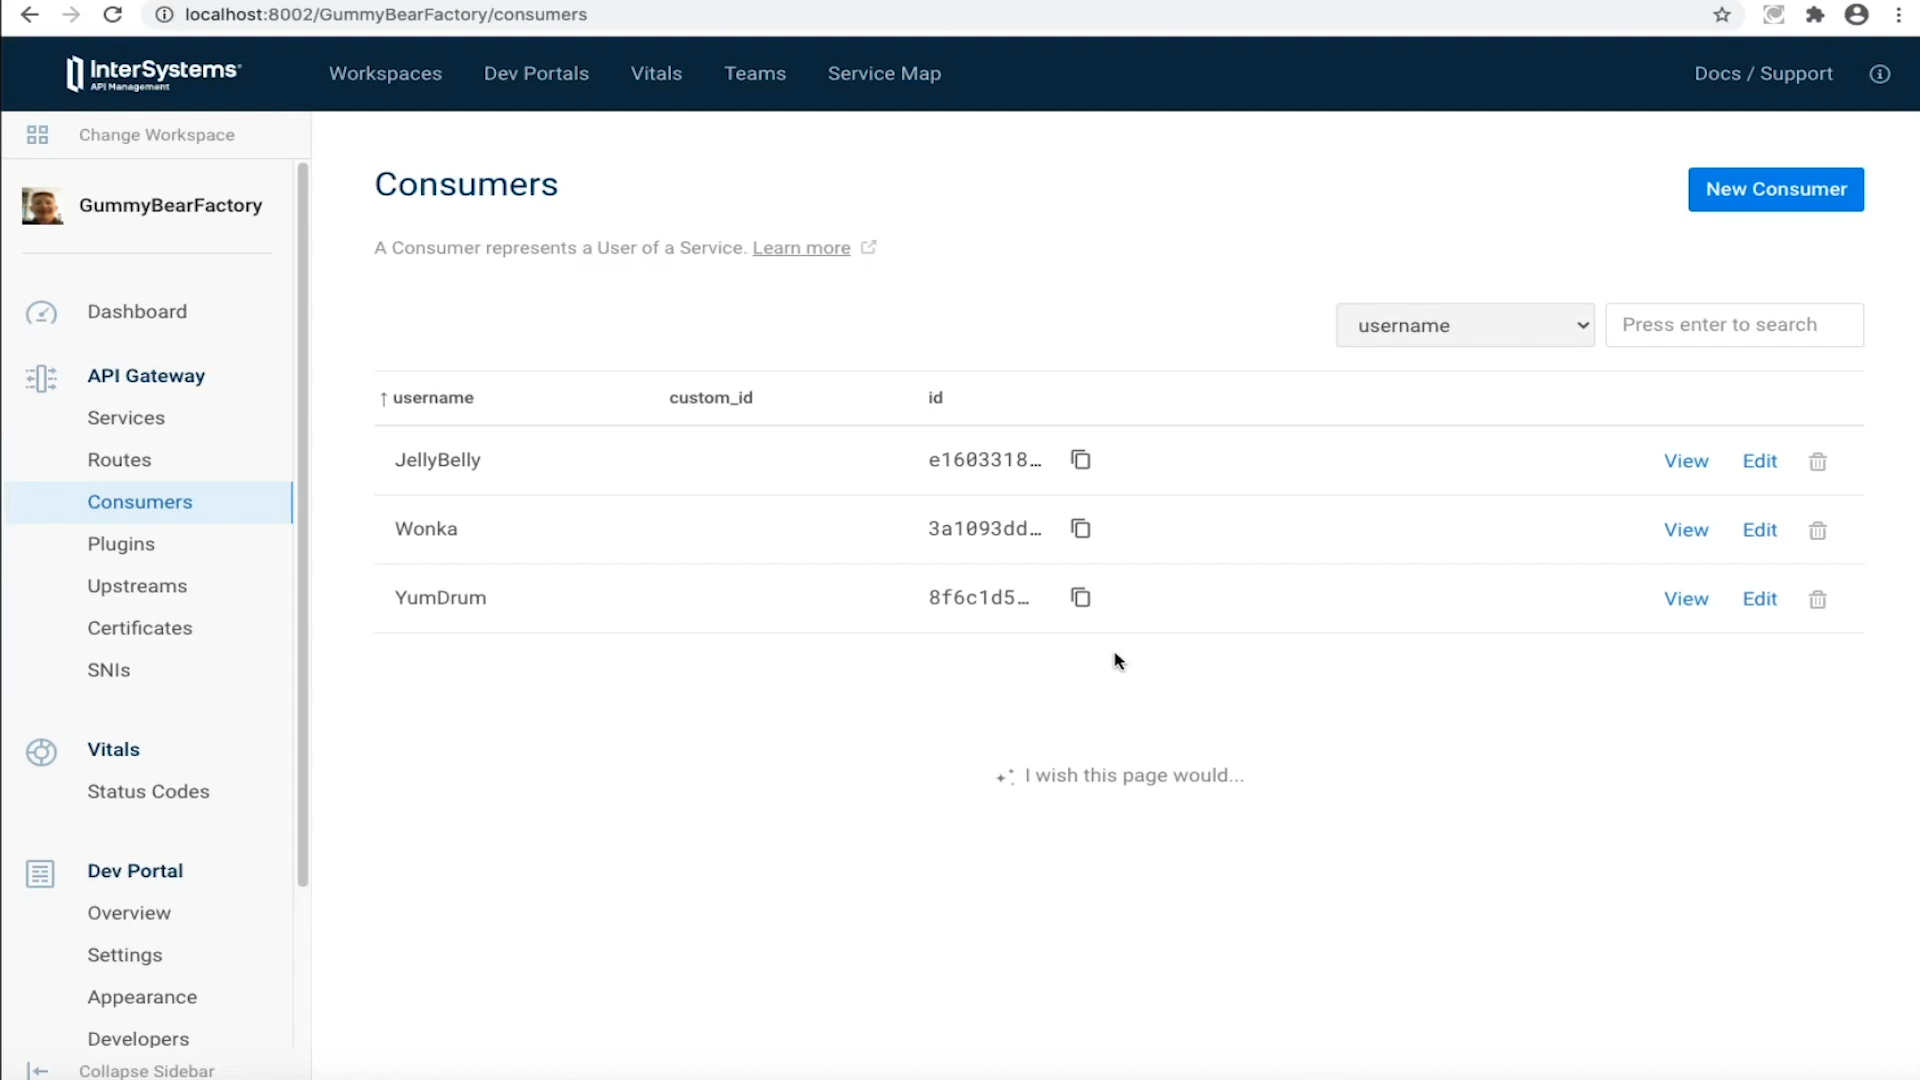 localhost:8002/GummyBearFactory/consumers
InterSystems®
API Management
Workspaces
Dev Portals
Vitals
Teams
Service Map
Docs / Support
Change Workspace
GummyBearFactory
Dashboard
API Gateway
Services
Routes
Consumers
Plugins
Upstreams
Certificates
SNIs
Vitals
Status Codes
Dev Portal
Overview
Settings
Appearance
Developers
Collapse Sidebar
Consumers
New Consumer
A Consumer represents a User of a Service. Learn more
username
Press enter to search
↑ username custom_id id
JellyBelly e1603318… View Edit
Wonka 3a1093dd… View Edit
YumDrum 8f6c1d5… View Edit
I wish this page would...